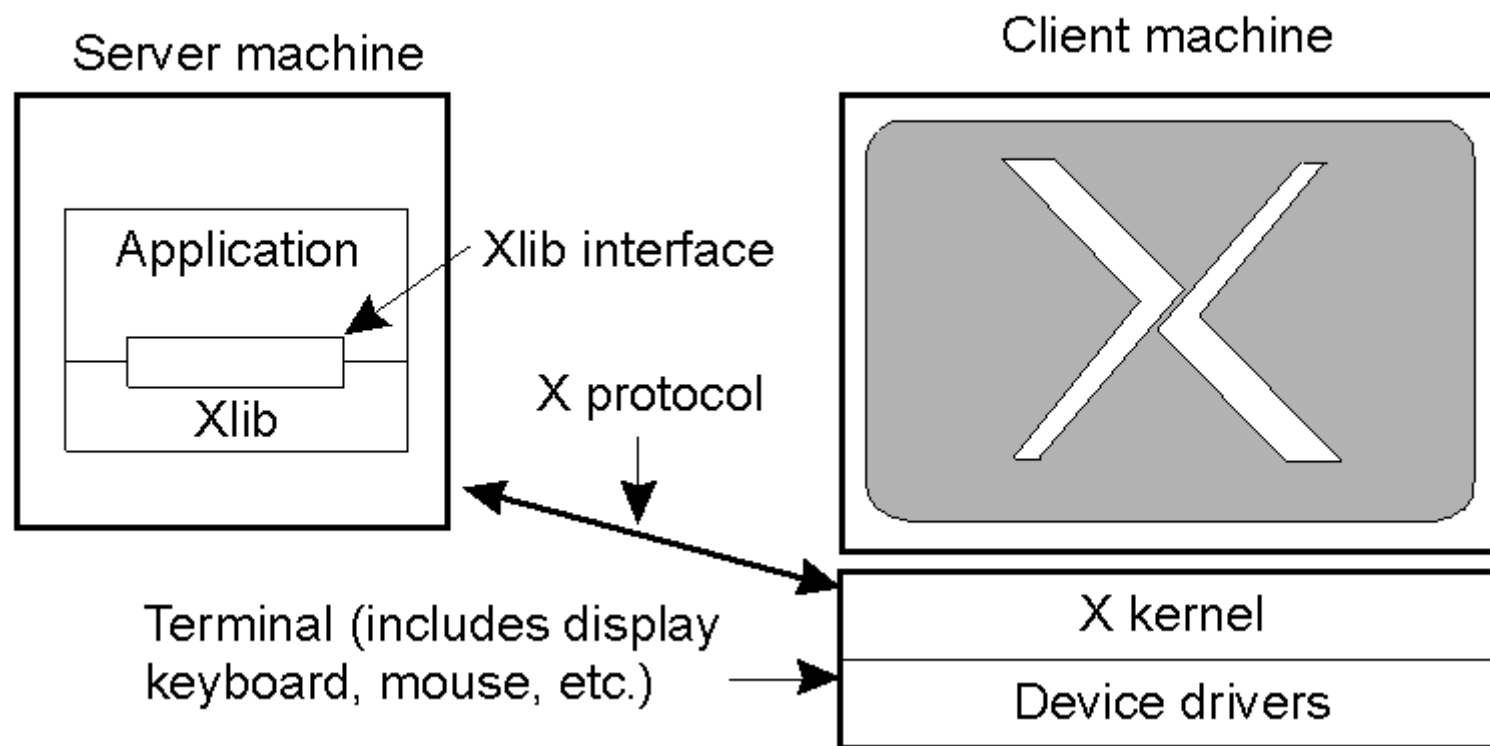 Server machine
Client machine
Application
Xlib interface
Xlib
X protocol
Terminal (includes display
keyboard, mouse, etc.)
X kernel
Device drivers